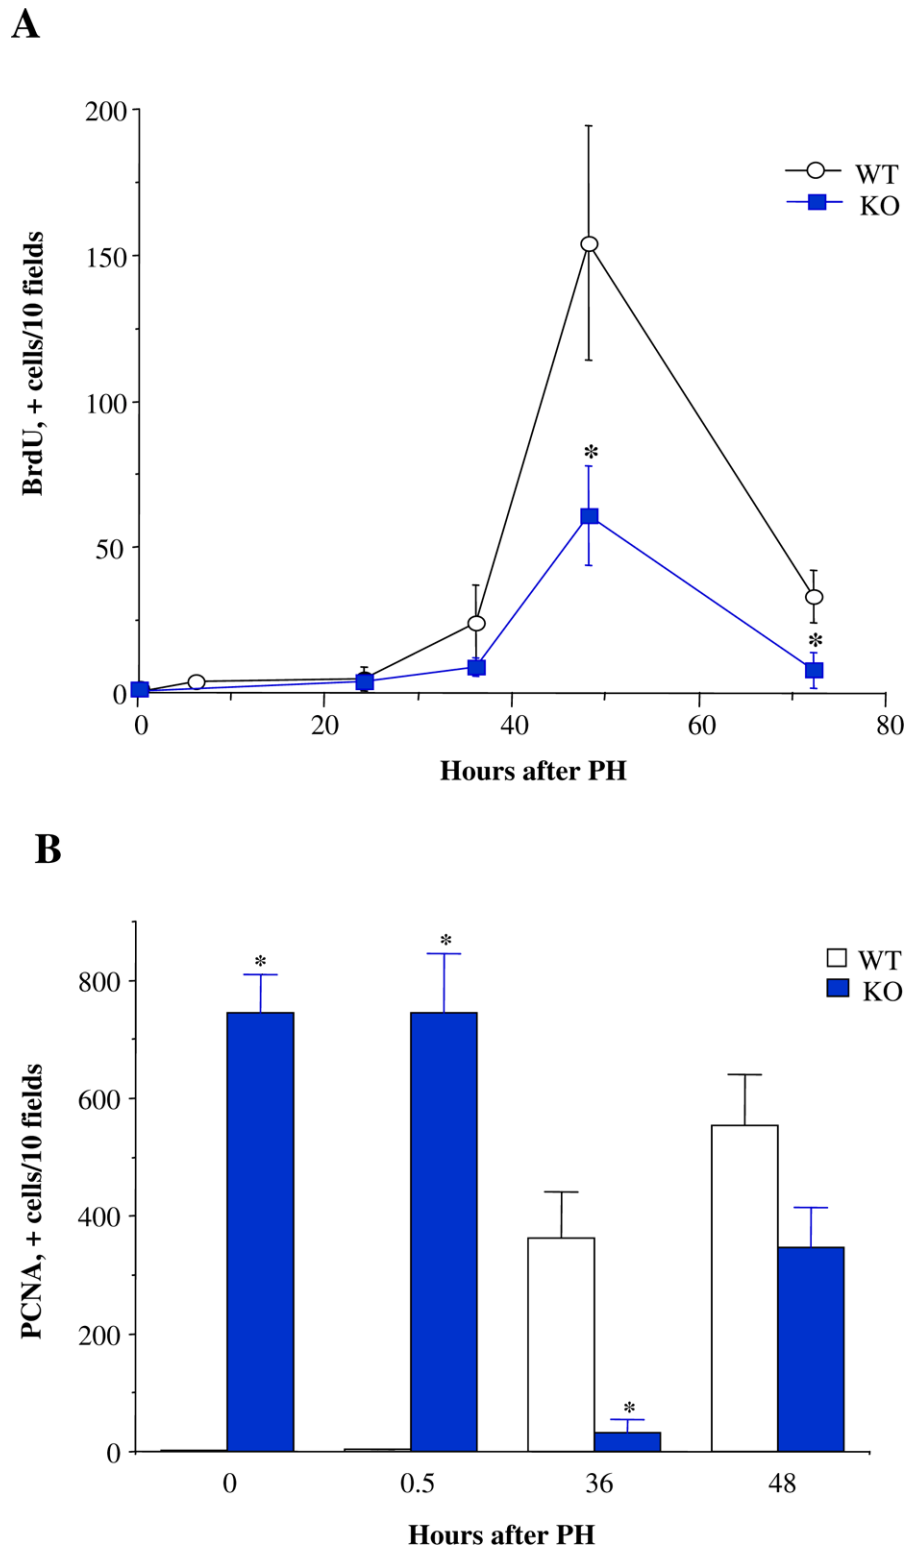 A
200
150
100
50
0
BrdU, + cells/10 fields
WT
KO
*
*
0 20 40 60 80
Hours after PH
B
800
600
400
200
0
PCNA, + cells/10 fields
WT
KO
*
*
*
0 0.5 36 48
Hours after PH